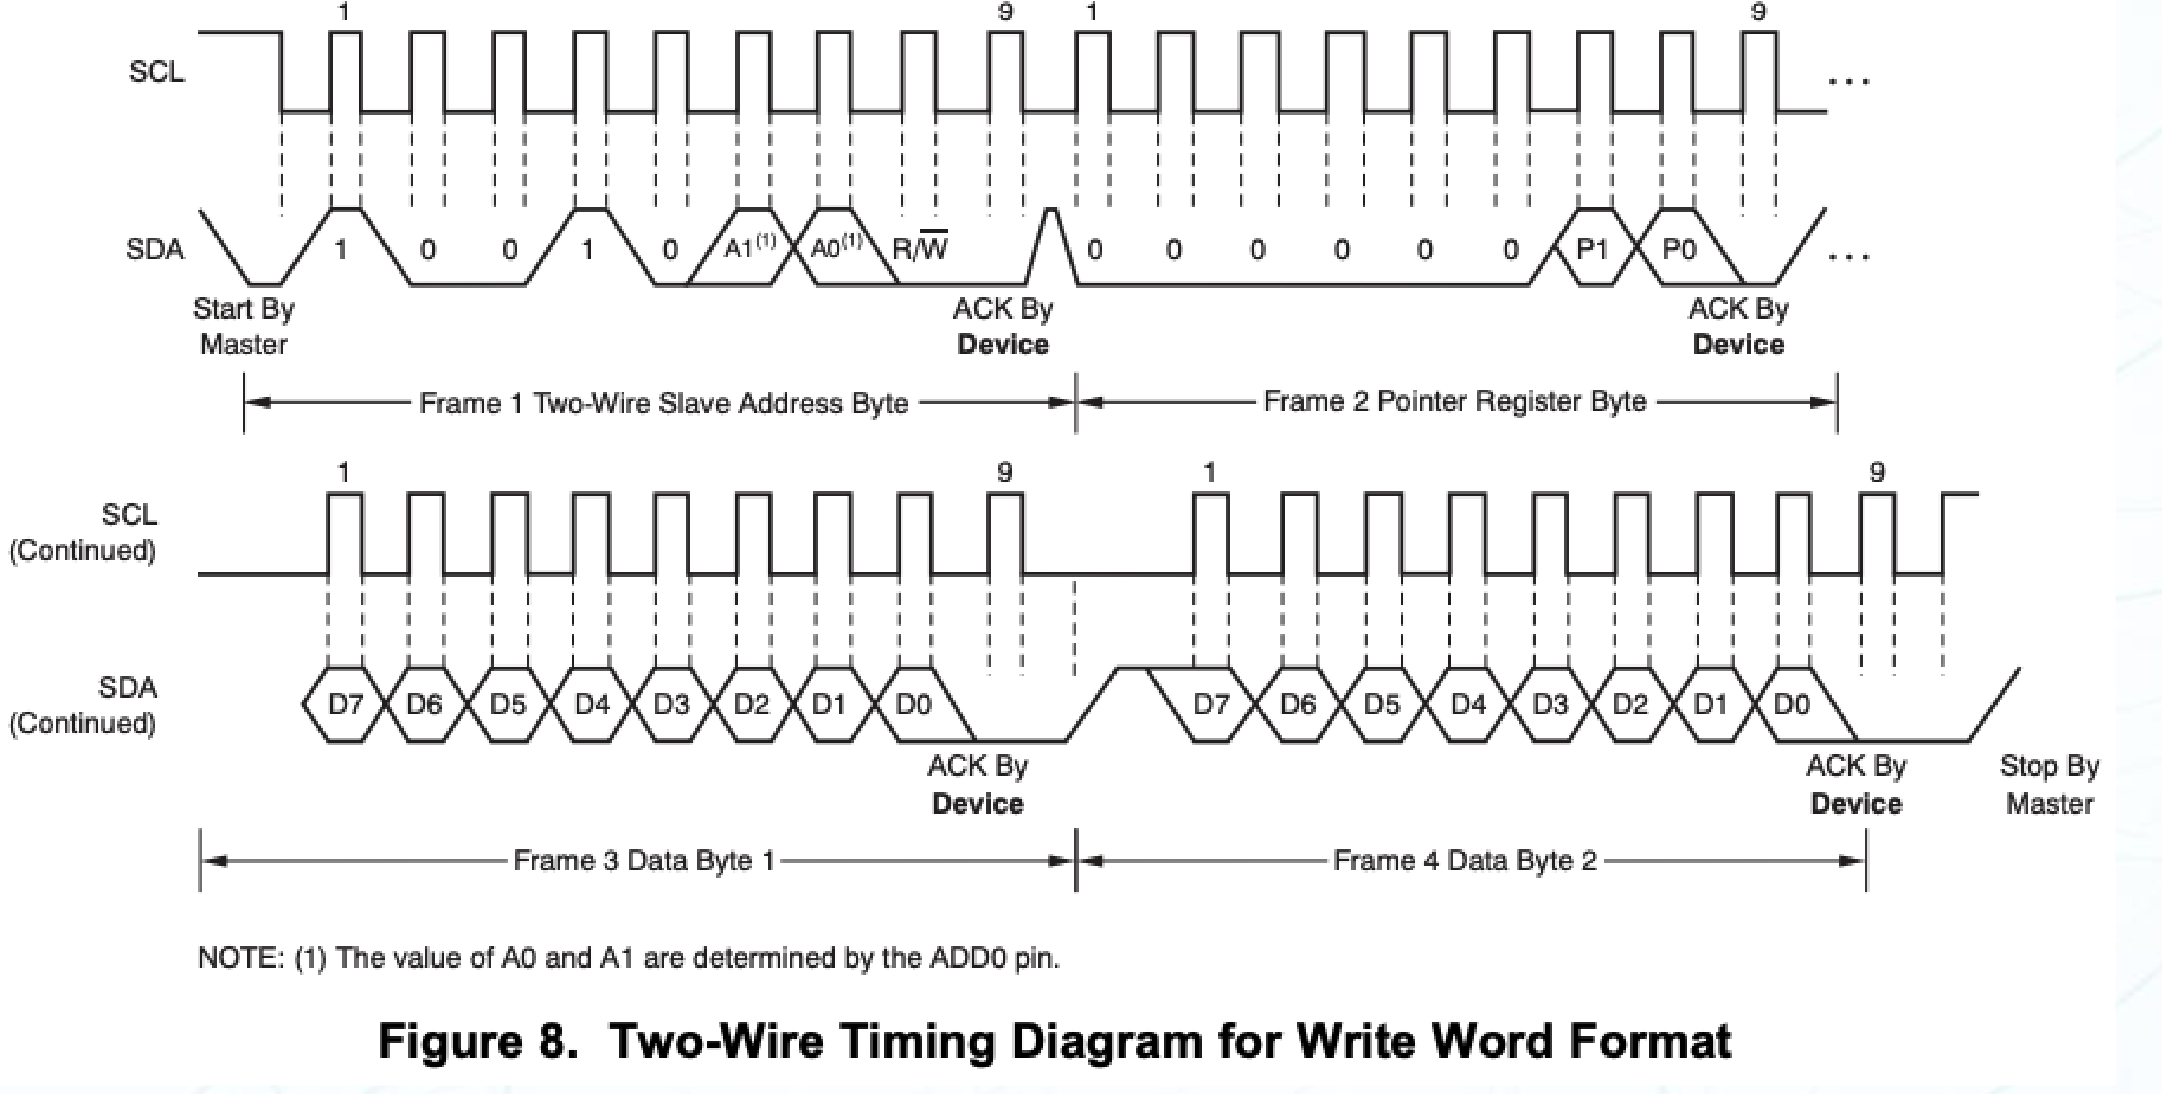 1 9 1 9
SCL ...
SDA 1 0 0 1 0 A1(1) A0(1) R/W̅ 0 0 0 0 0 0 P1 P0 ...
Start By ACK By ACK By
Master Device Device
Frame 1 Two-Wire Slave Address Byte Frame 2 Pointer Register Byte
1 9 1 9
SCL
(Continued)
SDA
(Continued)
D7 D6 D5 D4 D3 D2 D1 D0 D7 D6 D5 D4 D3 D2 D1 D0
ACK By ACK By Stop By
Device Device Master
Frame 3 Data Byte 1 Frame 4 Data Byte 2
NOTE: (1) The value of A0 and A1 are determined by the ADD0 pin.
Figure 8. Two-Wire Timing Diagram for Write Word Format